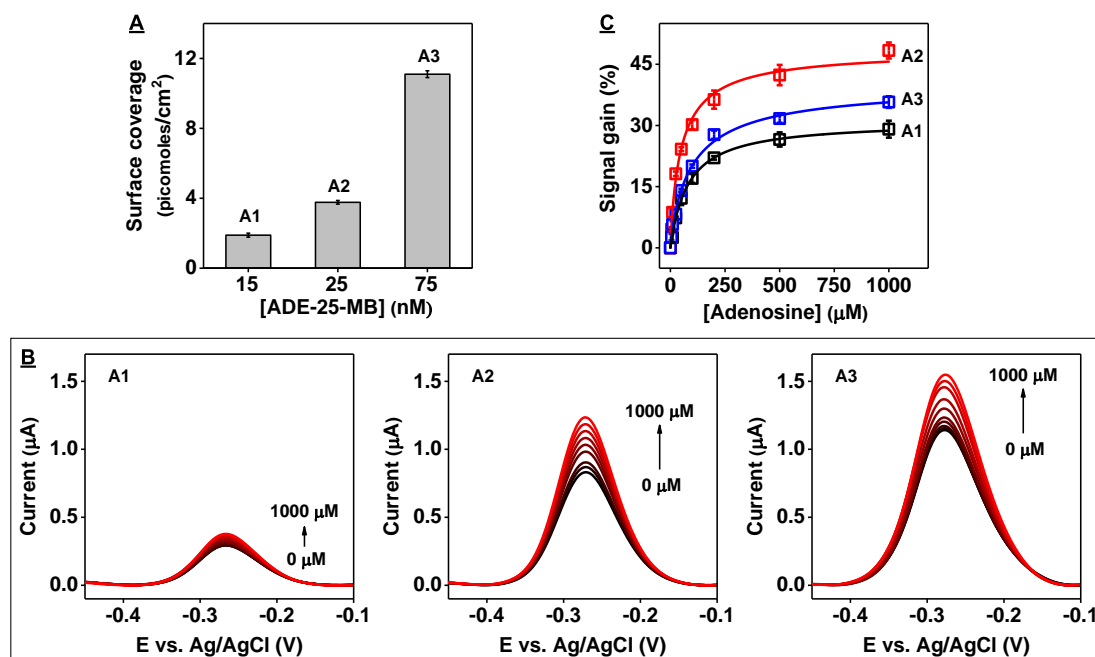 A
Surface coverage
(picomoles/cm²)
12
8
4
0
A1
A2
A3
15 25 75
[ADE-25-MB] (nM)
C
Signal gain (%)
45
30
15
0
A2
A3
A1
0 250 500 750 1000
[Adenosine] (μM)
B
A1
Current (μA)
1.5
1.0
0.5
0.0
1000 μM
0 μM
-0.4 -0.3 -0.2 -0.1
E vs. Ag/AgCl (V)
A2
Current (μA)
1.5
1.0
0.5
0.0
1000 μM
0 μM
-0.4 -0.3 -0.2 -0.1
E vs. Ag/AgCl (V)
A3
Current (μA)
1.5
1.0
0.5
0.0
1000 μM
0 μM
-0.4 -0.3 -0.2 -0.1
E vs. Ag/AgCl (V)